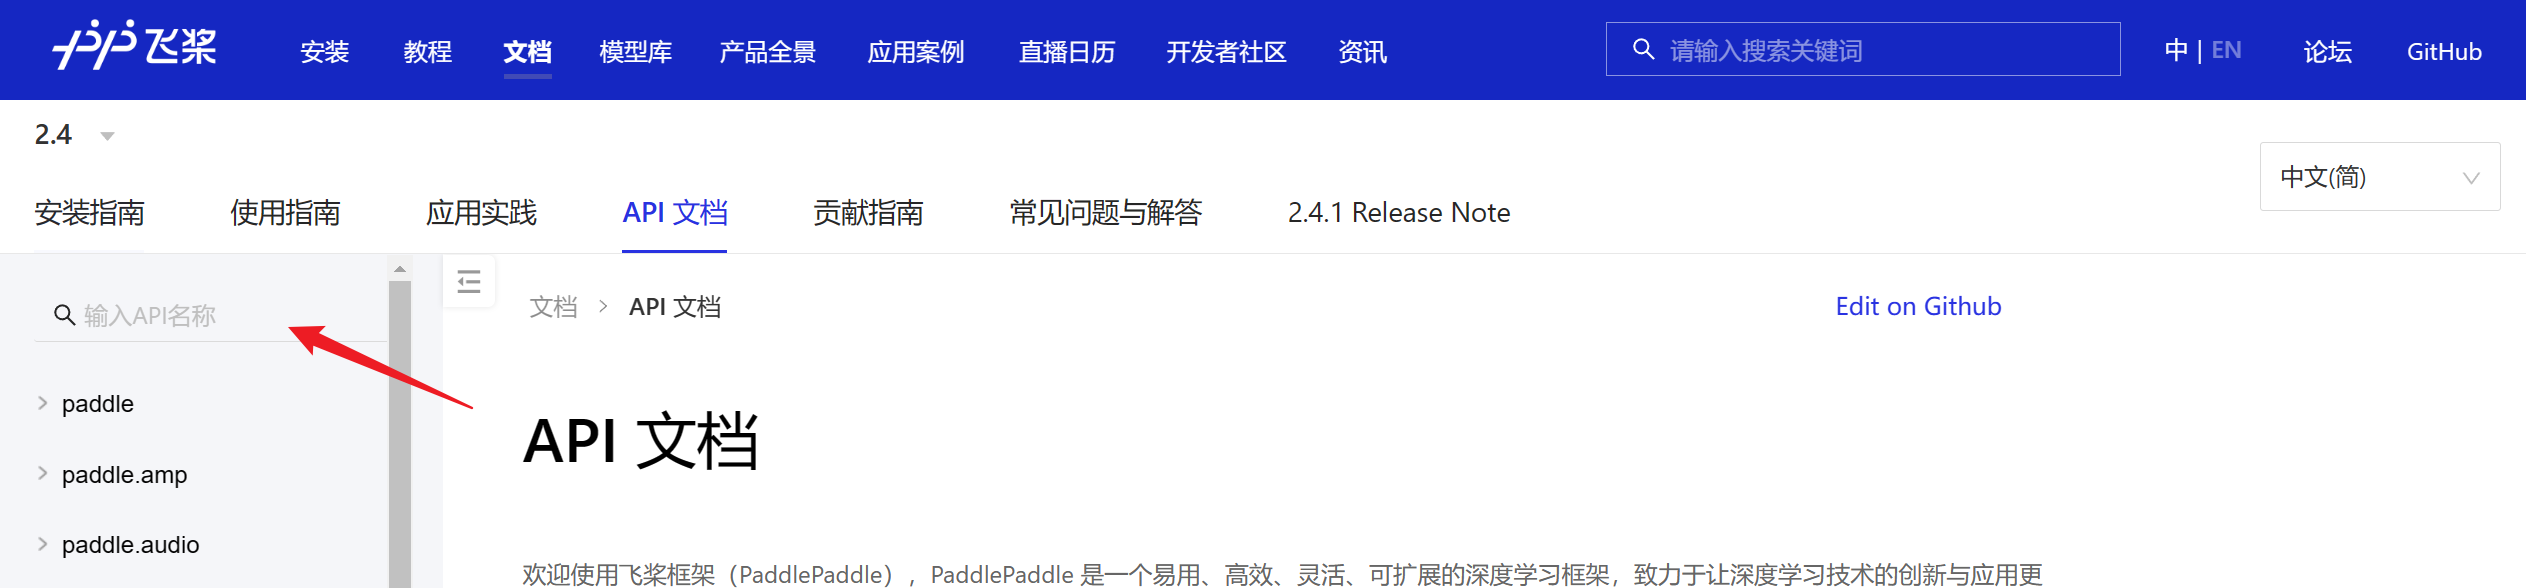 飞桨 安装 教程 文档 模型库 产品全景 应用案例 直播日历 开发者社区 资讯 请输入搜索关键词 中 | EN 论坛 GitHub
2.4
中文(简)
安装指南 使用指南 应用实践 API 文档 贡献指南 常见问题与解答 2.4.1 Release Note
输入API名称
文档 > API 文档 Edit on Github
paddle
API 文档
paddle.amp
paddle.audio
欢迎使用飞桨框架（PaddlePaddle），PaddlePaddle 是一个易用、高效、灵活、可扩展的深度学习框架，致力于让深度学习技术的创新与应用更